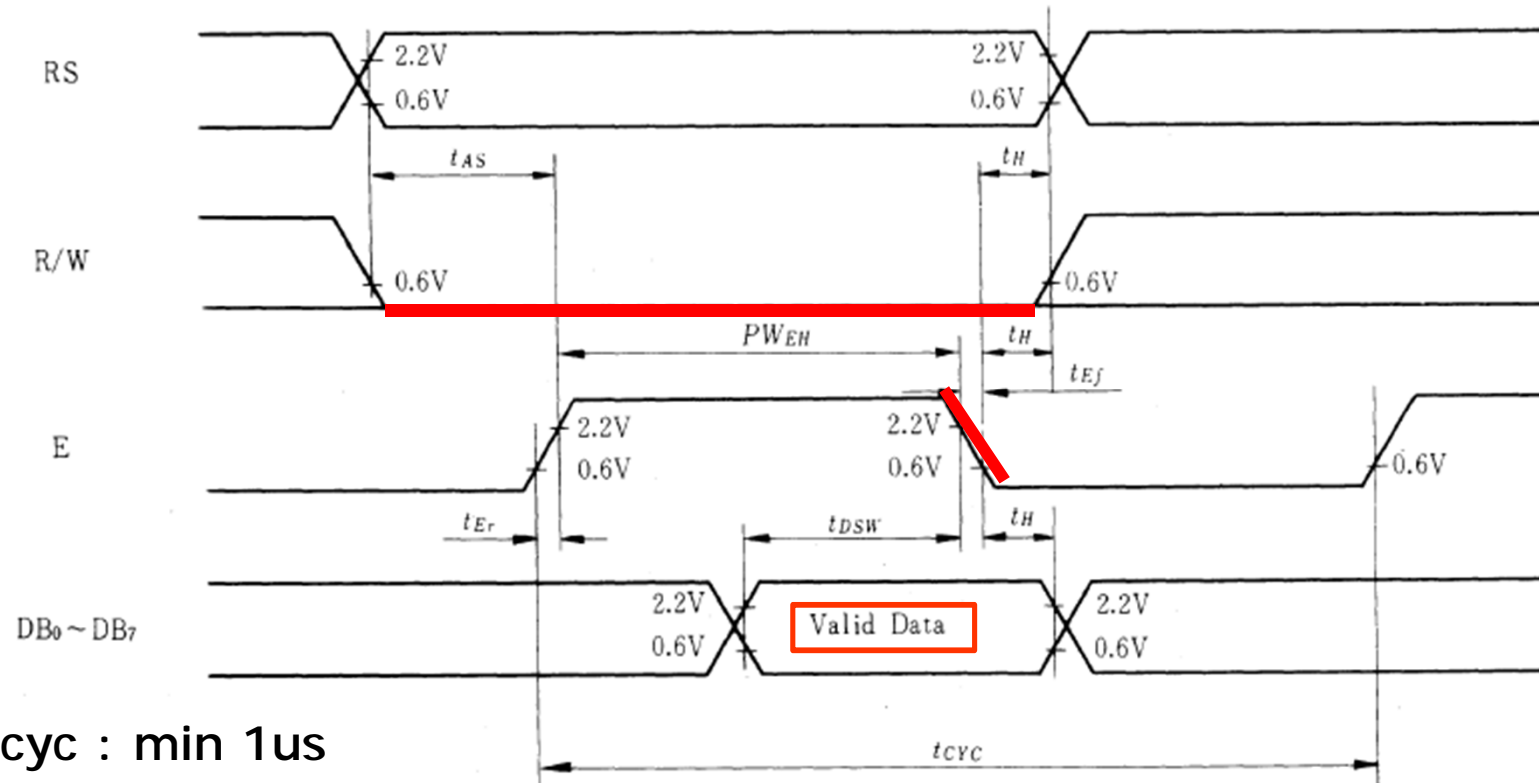 RS
2.2V
2.2V
0.6V
0.6V
tAS
tH
R/W
0.6V
0.6V
PWEH
tH
tEf
E
2.2V
2.2V
0.6V
0.6V
0.6V
tEr
tDSW
tH
DB0~DB7
2.2V
Valid Data
2.2V
0.6V
0.6V
cyc : min 1us
tCYC